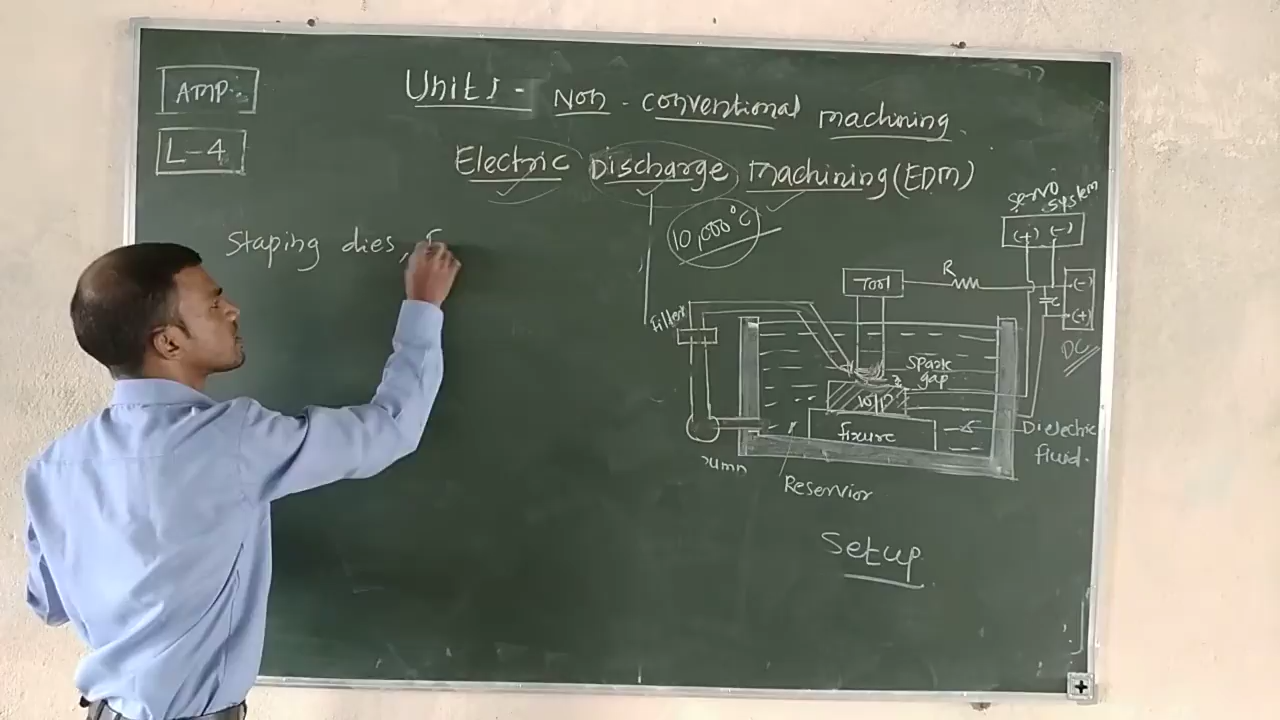 AMP:
L-4
Unit 1 - Non - conventional machining.
Electric Discharge Machining (EDM)
10,000°C
Staping dies,
Servo system
(+) (-)
Tool
R
C
(-)
(+)
DC
Filter
Spark gap
W/P
fixure
Dielectric fluid.
Reservior
Setup